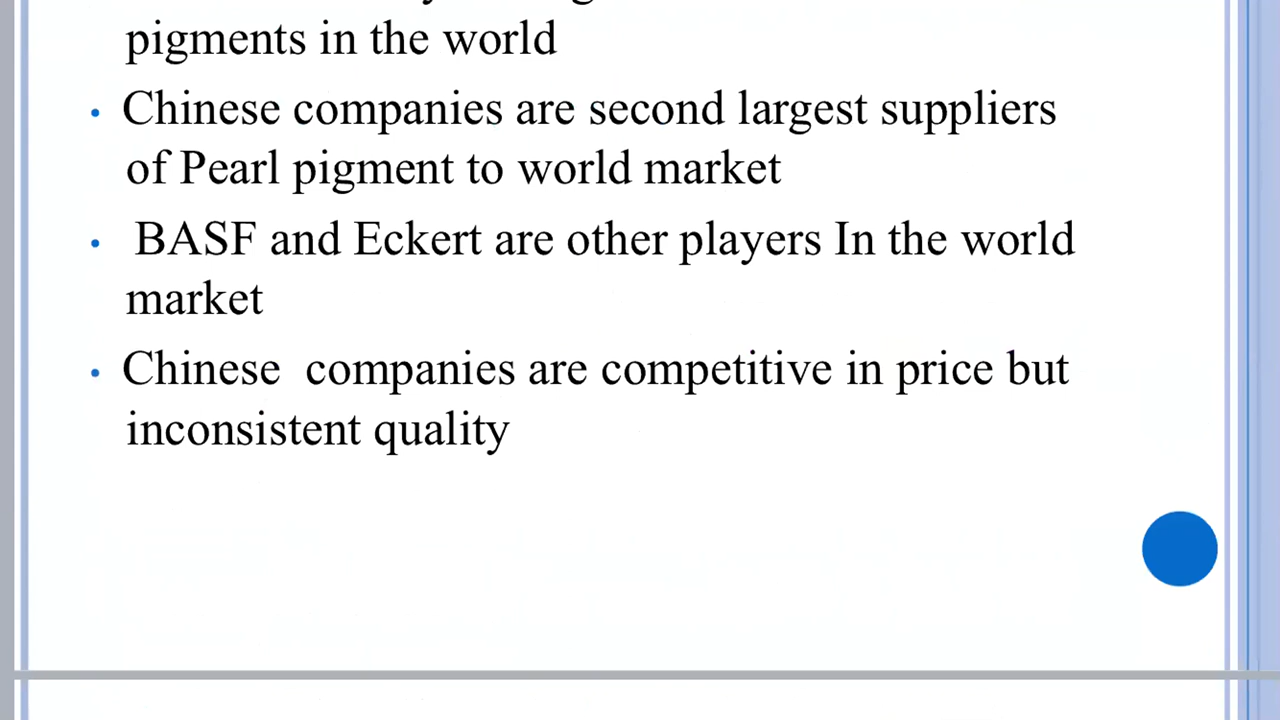 pigments in the world
• Chinese companies are second largest suppliers
of Pearl pigment to world market
• BASF and Eckert are other players In the world
market
• Chinese companies are competitive in price but
inconsistent quality